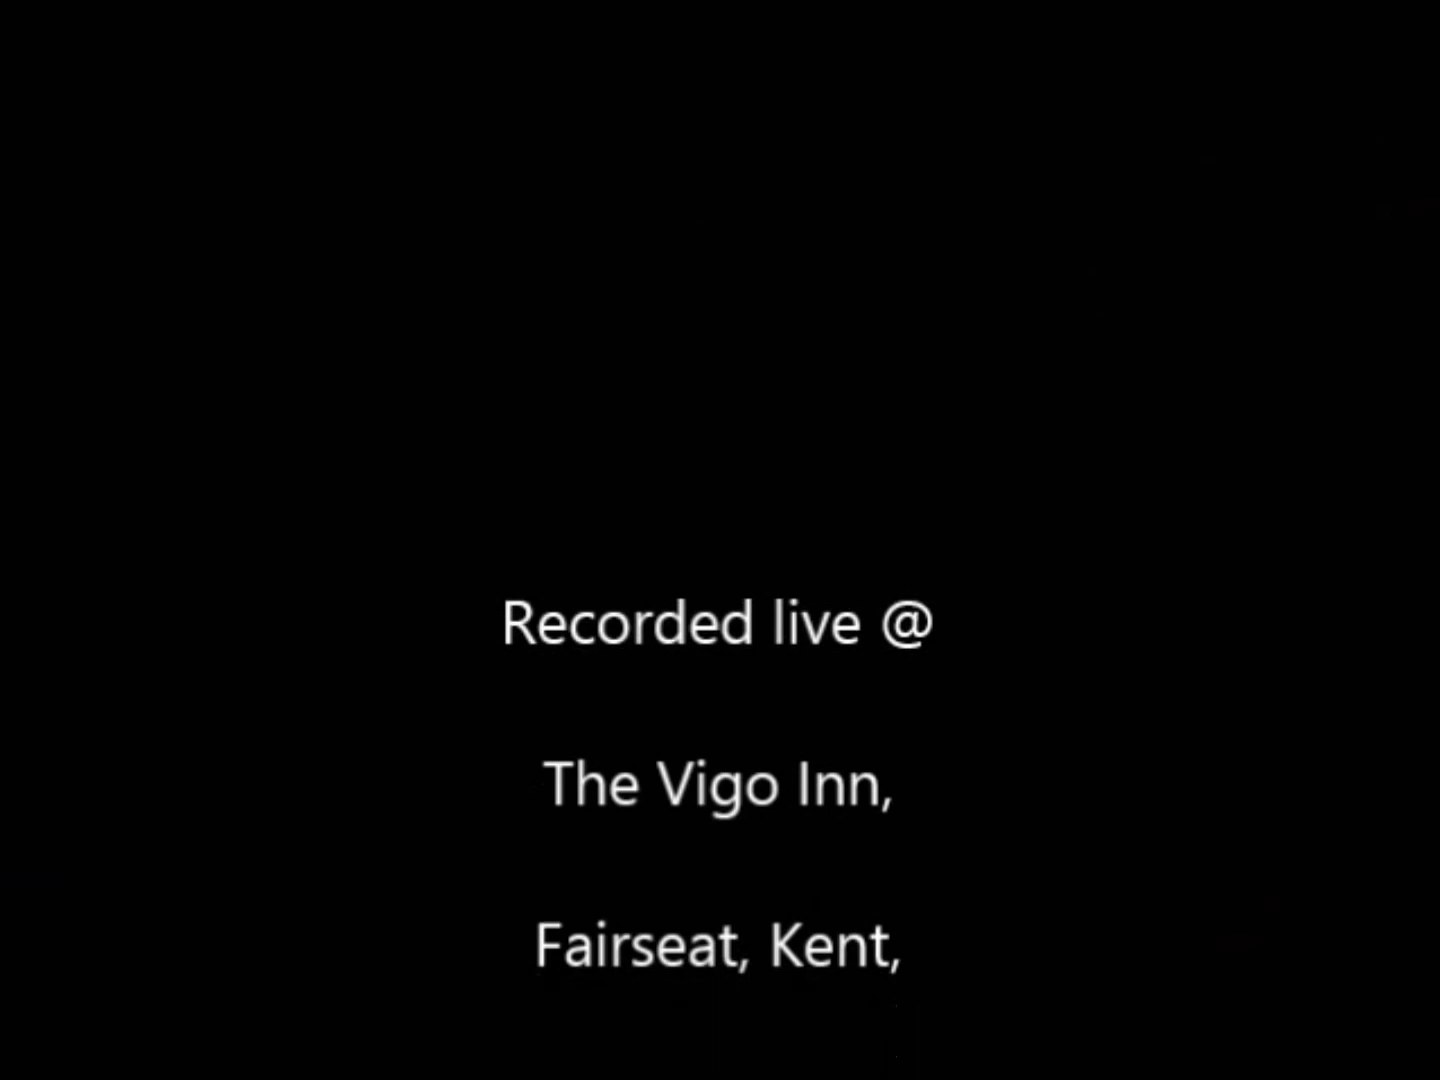 Recorded live @
The Vigo Inn,
Fairseat, Kent,